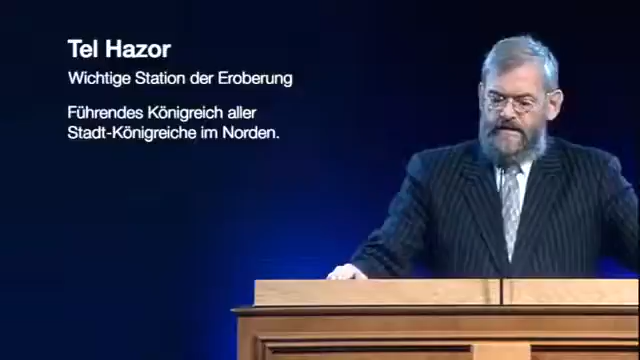 Tel Hazor
Wichtige Station der Eroberung
Führendes Königreich aller
Stadt-Königreiche im Norden.